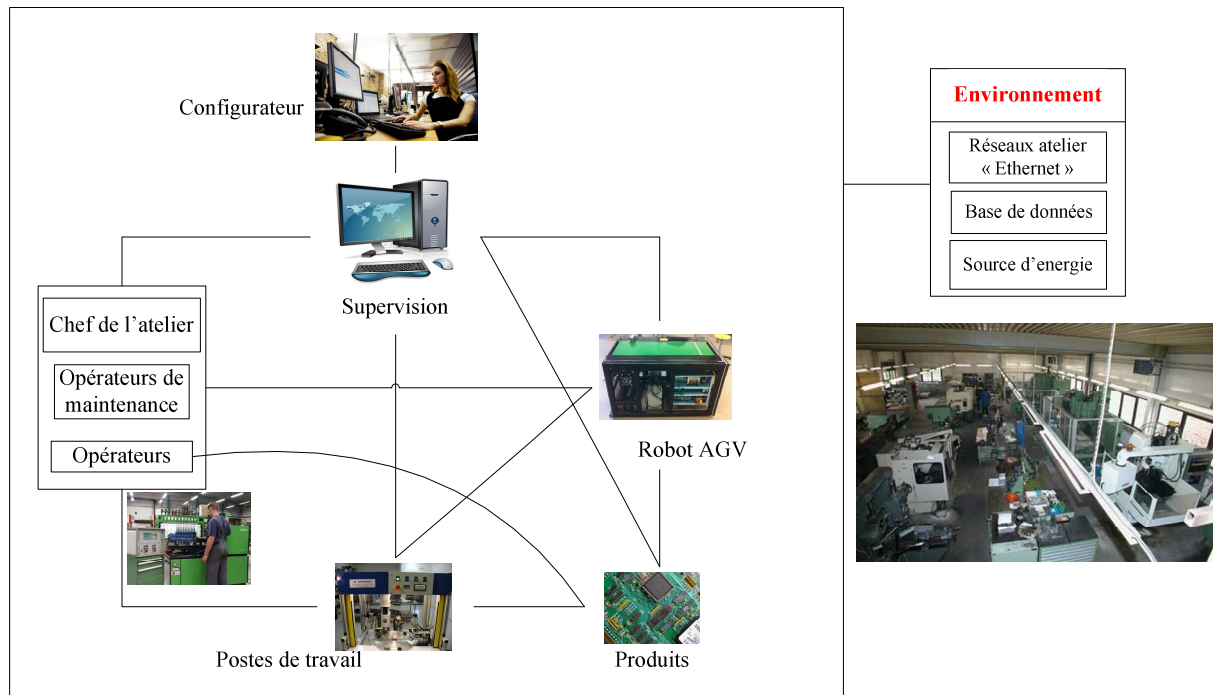 Configurateur
Supervision
Chef de l’atelier
Opérateurs de
maintenance
Opérateurs
Robot AGV
Postes de travail
Produits
Environnement
Réseaux atelier
« Ethernet »
Base de données
Source d’energie